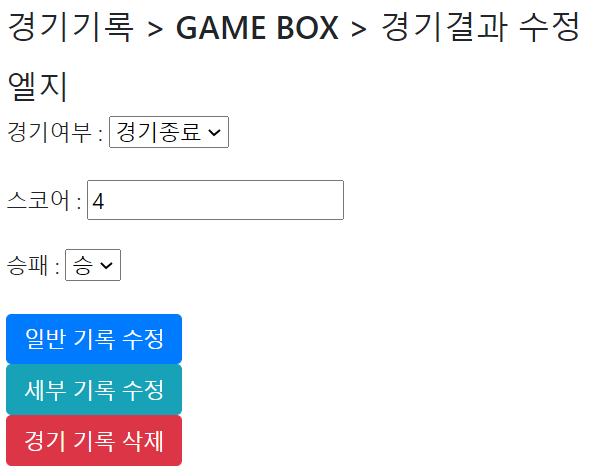 경기기록 > GAME BOX > 경기결과 수정
엘지
경기여부 : 경기종료
스코어 : 4
승패 : 승
일반 기록 수정
세부 기록 수정
경기 기록 삭제